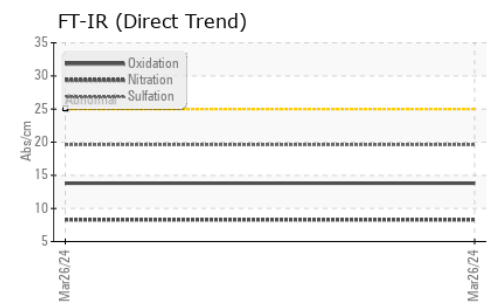 FT-IR (Direct Trend)
35
30
25
20
15
10
5
Abs/cm
Oxidation
Nitration
Sulfation
Abnormal
Mar26/24
Mar26/24